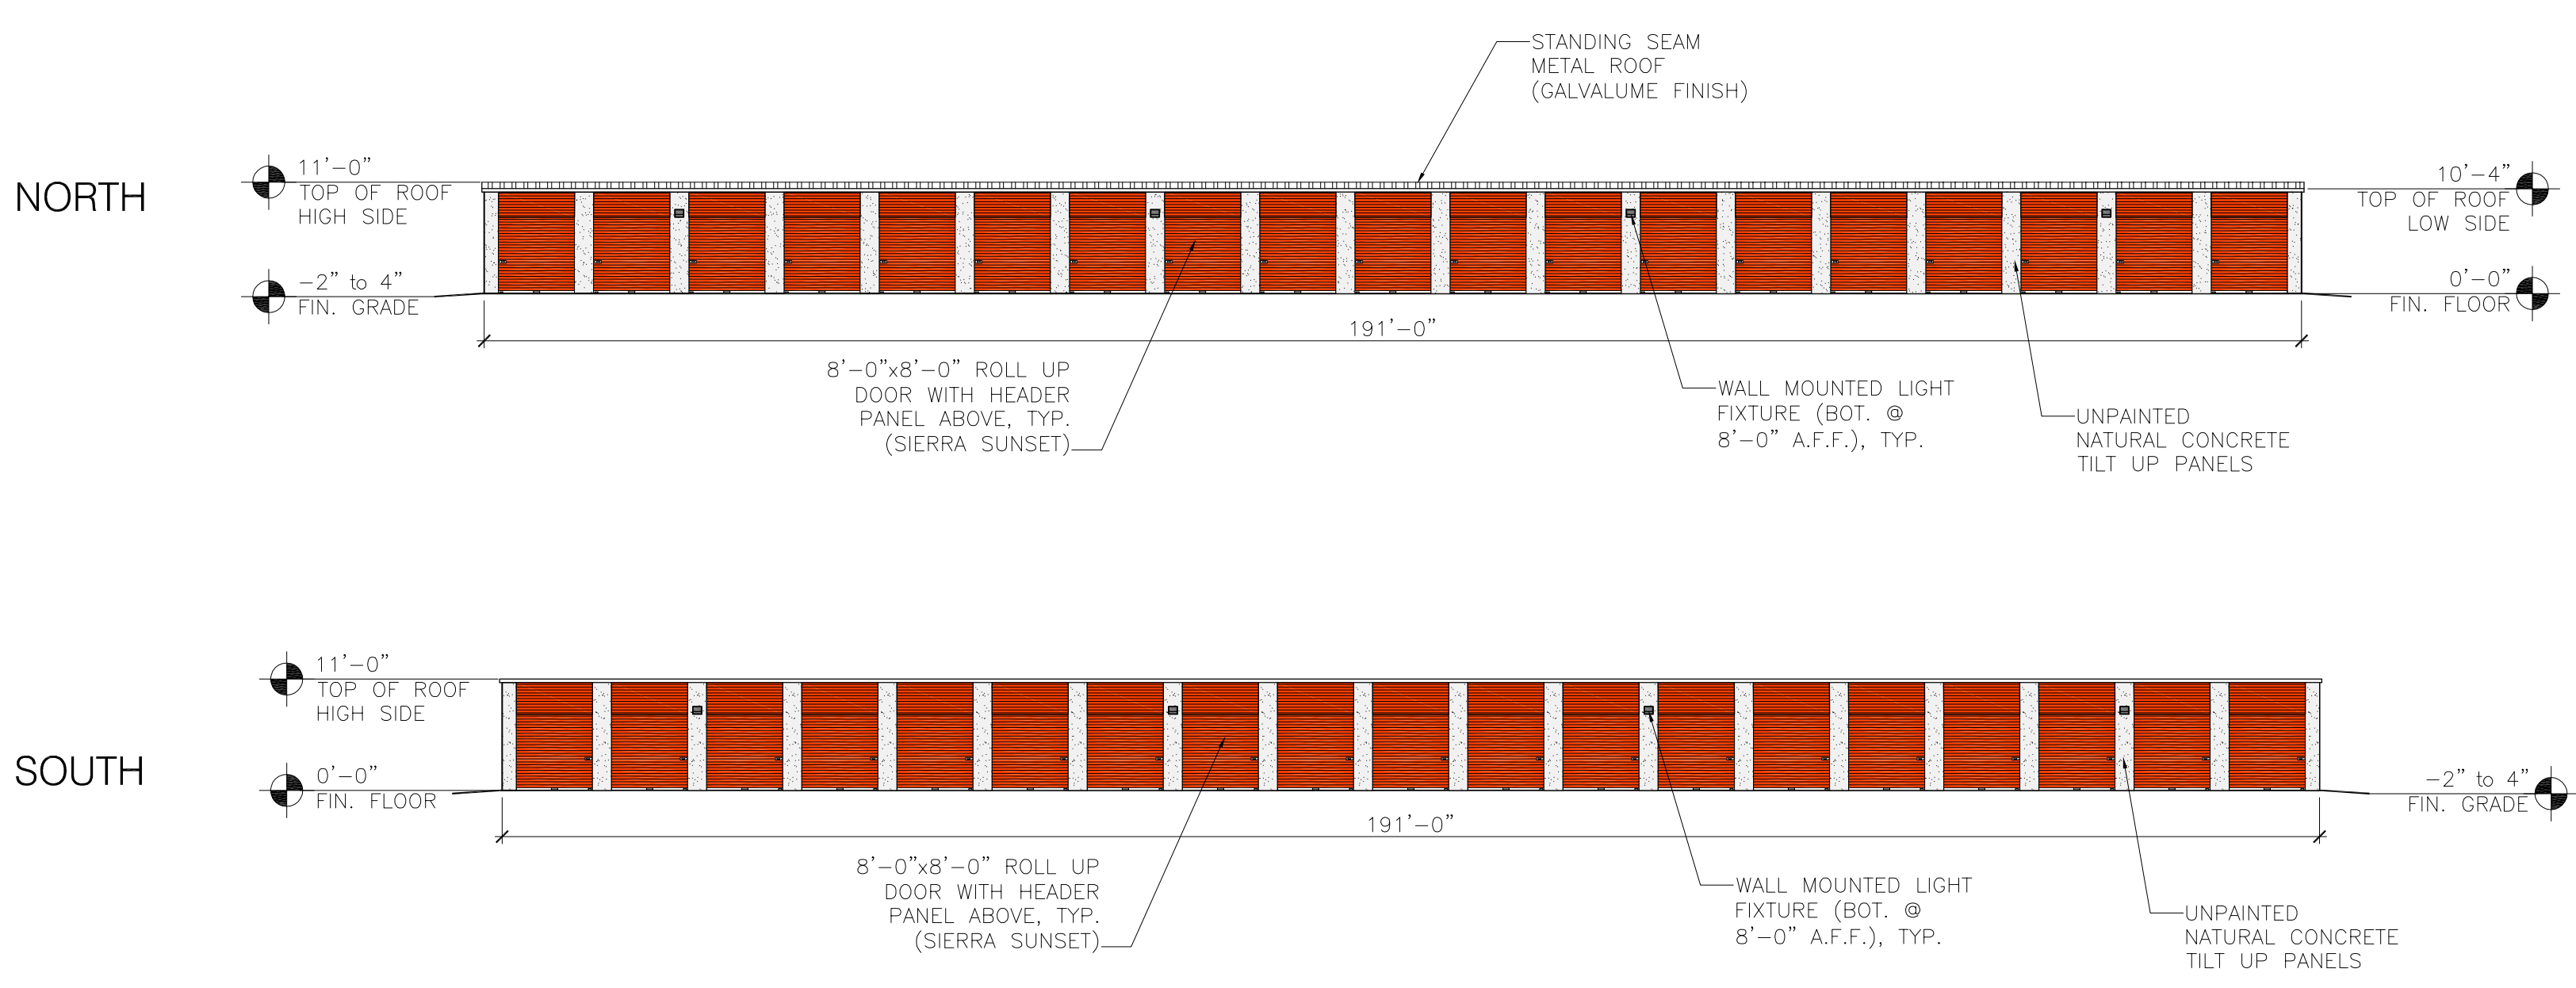 STANDING SEAM
METAL ROOF
(GALVALUME FINISH)
NORTH
11'-0"
TOP OF ROOF
HIGH SIDE
10'-4"
TOP OF ROOF
LOW SIDE
-2" to 4"
FIN. GRADE
0'-0"
FIN. FLOOR
191'-0"
8'-0"x8'-0" ROLL UP
DOOR WITH HEADER
PANEL ABOVE, TYP.
(SIERRA SUNSET)
WALL MOUNTED LIGHT
FIXTURE (BOT. @
8'-0" A.F.F.), TYP.
UNPAINTED
NATURAL CONCRETE
TILT UP PANELS
SOUTH
11'-0"
TOP OF ROOF
HIGH SIDE
0'-0"
FIN. FLOOR
-2" to 4"
FIN. GRADE
191'-0"
8'-0"x8'-0" ROLL UP
DOOR WITH HEADER
PANEL ABOVE, TYP.
(SIERRA SUNSET)
WALL MOUNTED LIGHT
FIXTURE (BOT. @
8'-0" A.F.F.), TYP.
UNPAINTED
NATURAL CONCRETE
TILT UP PANELS